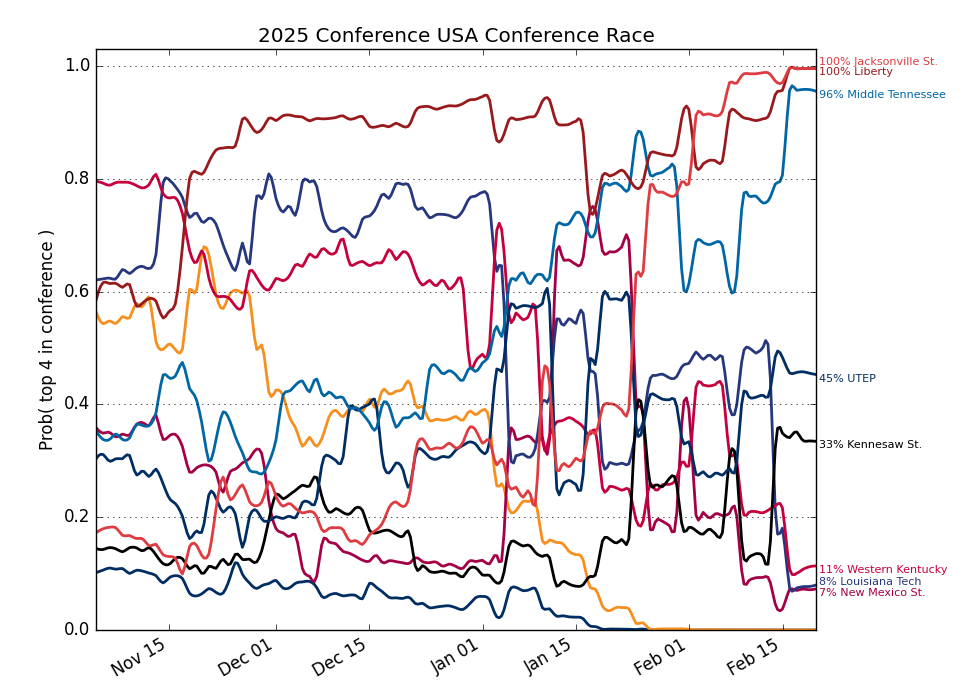 2025 Conference USA Conference Race
Prob( top 4 in conference )
1.0
0.8
0.6
0.4
0.2
0.0
Nov 15
Dec 01
Dec 15
Jan 01
Jan 15
Feb 01
Feb 15
100% Jacksonville St.
100% Liberty
96% Middle Tennessee
45% UTEP
33% Kennesaw St.
11% Western Kentucky
8% Louisiana Tech
7% New Mexico St.